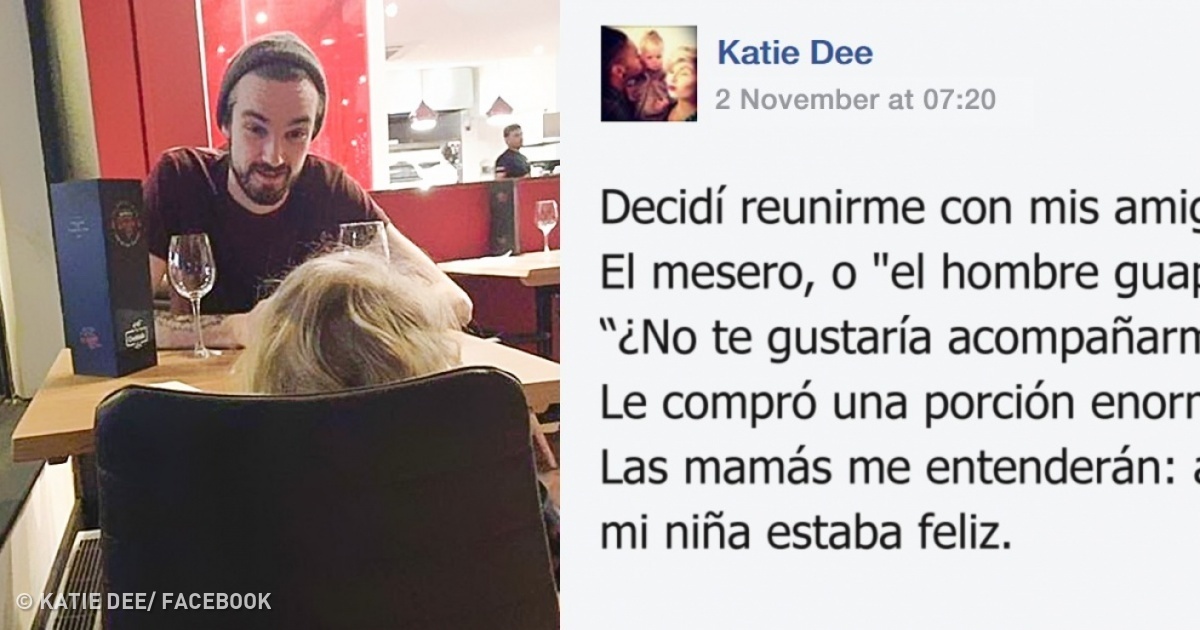 Katie Dee
2 November at 07:20
Decidí reunirme con mis amig
El mesero, o "el hombre guap
“¿No te gustaría acompañarm
Le compró una porción enorm
Las mamás me entenderán: a
mi niña estaba feliz.
© KATIE DEE/ FACEBOOK